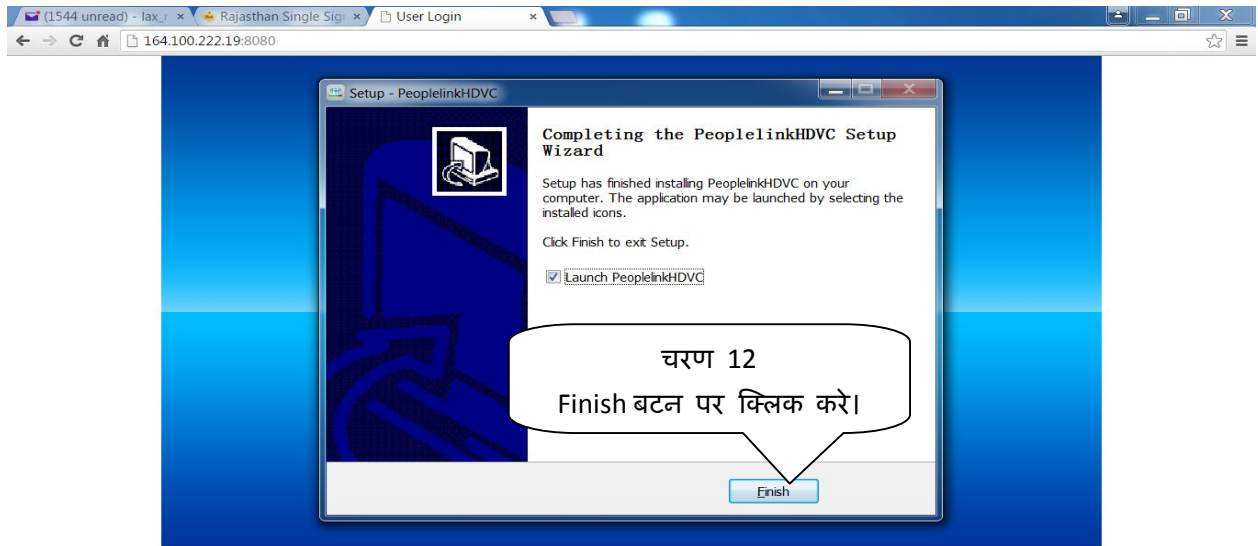 (1544 unread) - lax_r
Rajasthan Single Sig
User Login
164.100.222.19:8080
Setup - PeoplelinkHDVC
Completing the PeoplelinkHDVC Setup
Wizard
Setup has finished installing PeoplelinkHDVC on your
computer. The application may be launched by selecting the
installed icons.
Click Finish to exit Setup.
Launch PeoplelinkHDVC
चरण 12
Finish बटन पर क्लिक करे।
Finish